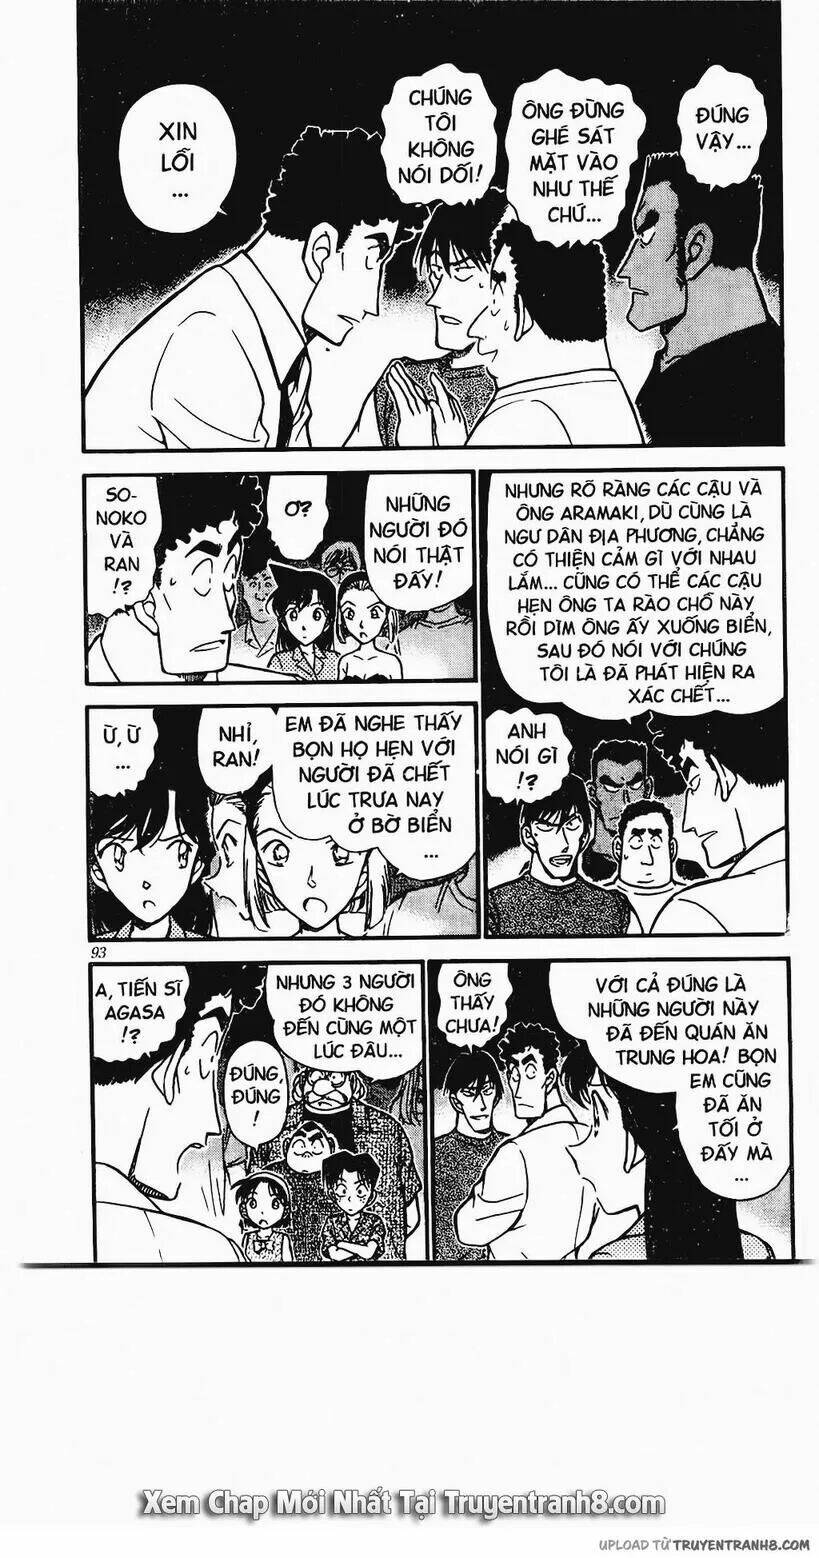 ĐÚNG
VẬY...
ÔNG ĐỪNG
GHÉ SÁT
MẶT VÀO
NHƯ THẾ
CHỨ...
CHÚNG
TÔI
KHÔNG
NÓI DỐI!
XIN
LỖI
...
NHƯNG RÕ RÀNG CÁC CẬU VÀ
ÔNG ARAMAKI, DÙ CÙNG LÀ
NGƯ DÂN ĐỊA PHƯƠNG, CHẲNG
CÓ THIỆN CẢM GÌ VỚI NHAU
LẮM... CŨNG CÓ THỂ CÁC CẬU
HẸN ÔNG TA RÀO CHỖ NÀY
RỒI DÌM ÔNG ẤY XUỐNG BIỂN,
SAU ĐÓ NÓI VỚI CHÚNG
TÔI LÀ ĐÃ PHÁT HIỆN RA
XÁC CHẾT...
ANH
NÓI GÌ
!?
NHỮNG
NGƯỜI ĐÓ
NÓI THẬT
ĐẤY!
Ơ?
SO-
NOKO
VÀ
RAN
!?
EM ĐÃ NGHE THẤY
BỌN HỌ HẸN VỚI
NGƯỜI ĐÃ CHẾT
LÚC TRƯA NAY
Ở BỜ BIỂN
...
NHỈ,
RAN!
Ừ, Ừ
...
93
VỚI CẢ ĐÚNG LÀ
NHỮNG NGƯỜI NÀY
ĐÃ ĐẾN QUÁN ĂN
TRUNG HOA! BỌN
EM CŨNG
ĐÃ ĂN
TỐI Ở
ĐẤY MÀ
...
ÔNG
THẤY
CHƯA!
NHƯNG 3 NGƯỜI
ĐÓ KHÔNG
ĐẾN CÙNG MỘT
LÚC ĐÂU...
ĐÚNG,
ĐÚNG
!
A, TIẾN SĨ
AGASA
!?
Xem Chap Mới Nhất Tại Truyentranh8.com
UPLOAD TỪ TRUYENTRANH8.COM